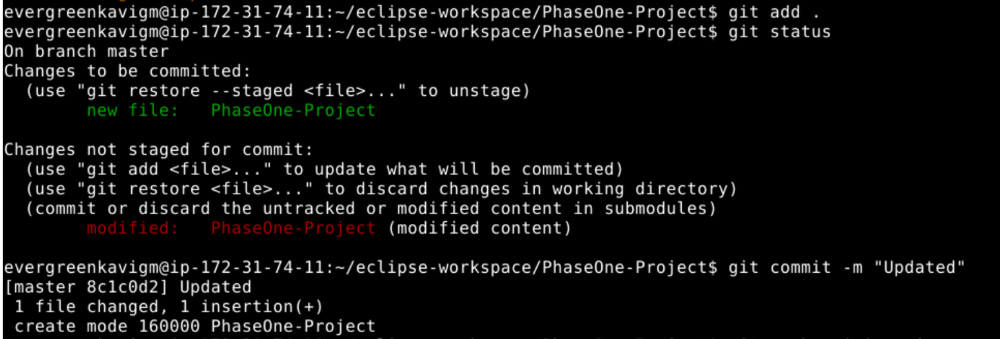 evergreenkavigm@ip-172-31-74-11:~/eclipse-workspace/PhaseOne-Project$ git add .
evergreenkavigm@ip-172-31-74-11:~/eclipse-workspace/PhaseOne-Project$ git status
On branch master
Changes to be committed:
  (use "git restore --staged <file>..." to unstage)
        new file:   PhaseOne-Project

Changes not staged for commit:
  (use "git add <file>..." to update what will be committed)
  (use "git restore <file>..." to discard changes in working directory)
  (commit or discard the untracked or modified content in submodules)
        modified:   PhaseOne-Project (modified content)

evergreenkavigm@ip-172-31-74-11:~/eclipse-workspace/PhaseOne-Project$ git commit -m "Updated"
[master 8c1c0d2] Updated
 1 file changed, 1 insertion(+)
 create mode 160000 PhaseOne-Project